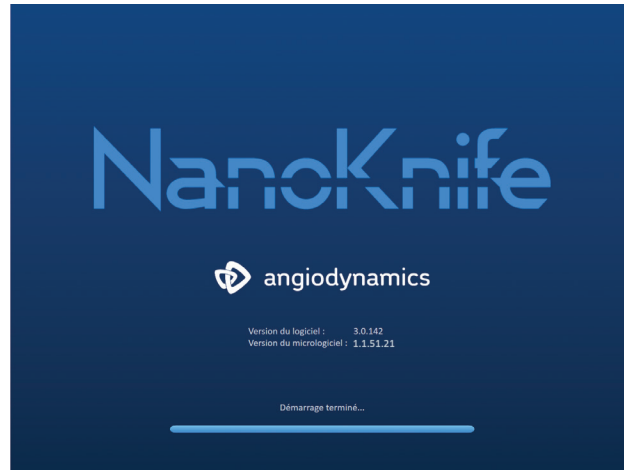 NanoKnife
angiodynamics
Version du logiciel : 3.0.142
Version du micrologiciel : 1.1.51.21
Démarrage terminé...